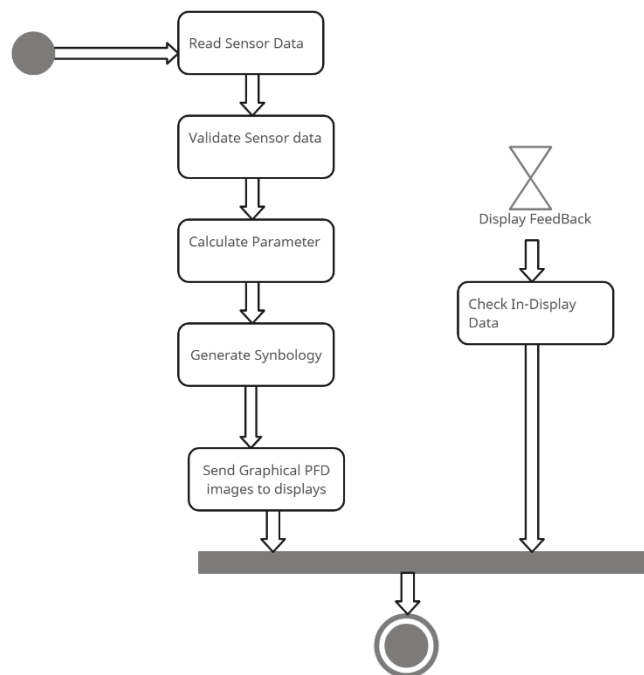 Read Sensor Data
Validate Sensor data
Calculate Parameter
Generate Synbology
Send Graphical PFD
images to displays
Display FeedBack
Check In-Display
Data